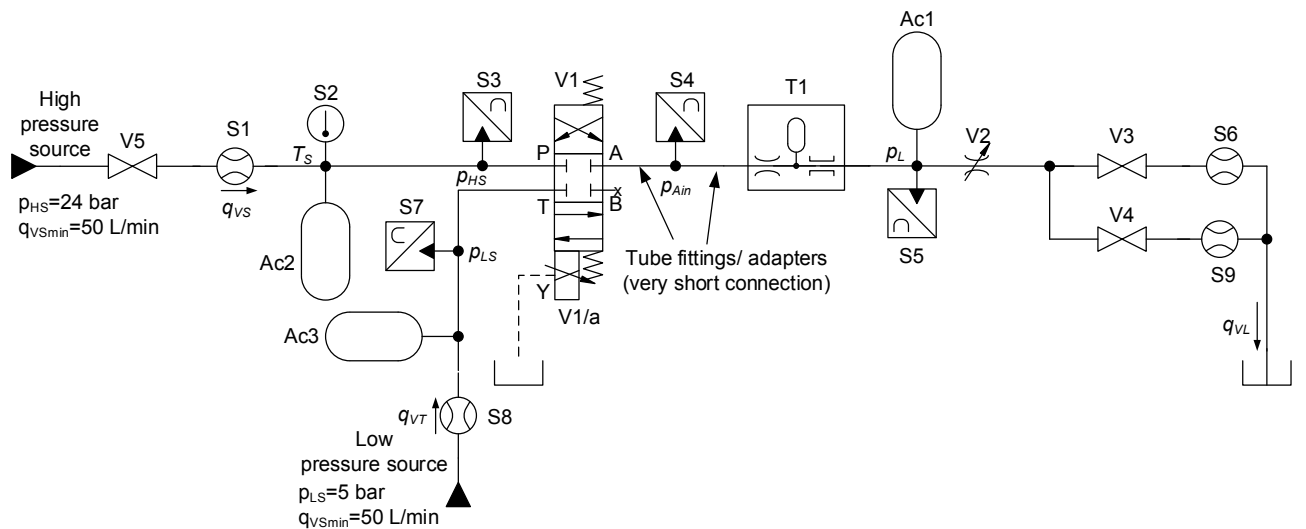 High
pressure
source
V5
S1
S2
T_S
q_VS
p_HS=24 bar
q_VSmin=50 L/min
Ac2
S3
p_HS
V1
P
A
T
B
x
Y
V1/a
S4
p_Ain
T1
Ac1
p_L
S5
V2
V3
S6
V4
S9
Tube fittings/ adapters
(very short connection)
q_VL
S7
p_LS
Ac3
q_VT
S8
Low
pressure source
p_LS=5 bar
q_VSmin=50 L/min